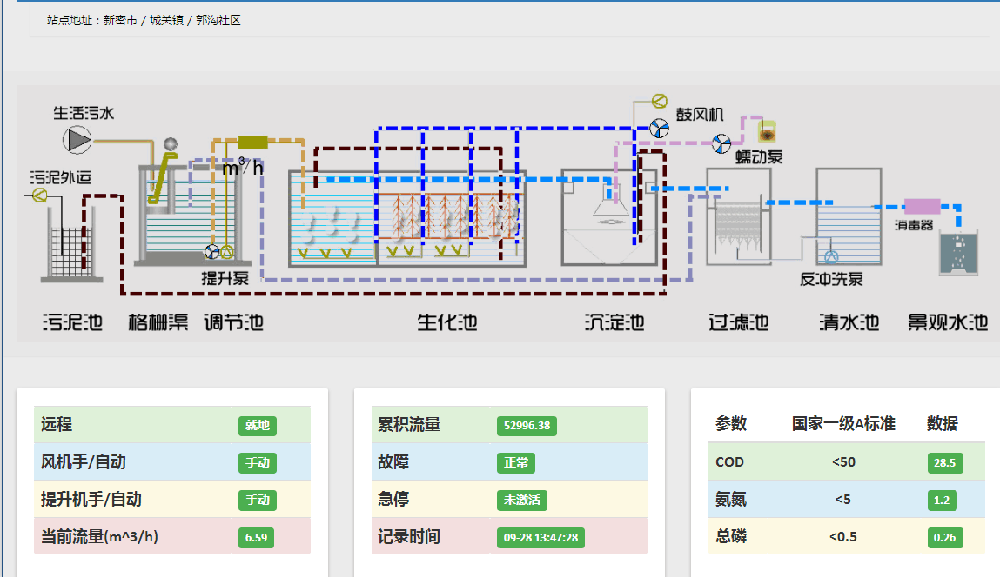 站点地址：新密市 / 城关镇 / 郭沟社区
生活污水
鼓风机
蠕动泵
污泥外运
m³/h
消毒器
提升泵
反冲洗泵
污泥池 格栅渠 调节池 生化池 沉淀池 过滤池 清水池 景观水池
远程 就地
风机手/自动 手动
提升机手/自动 手动
当前流量(m^3/h) 6.59
累积流量 52996.38
故障 正常
急停 未激活
记录时间 09-28 13:47:28
参数 国家一级A标准 数据
COD <50 28.5
氨氮 <5 1.2
总磷 <0.5 0.26